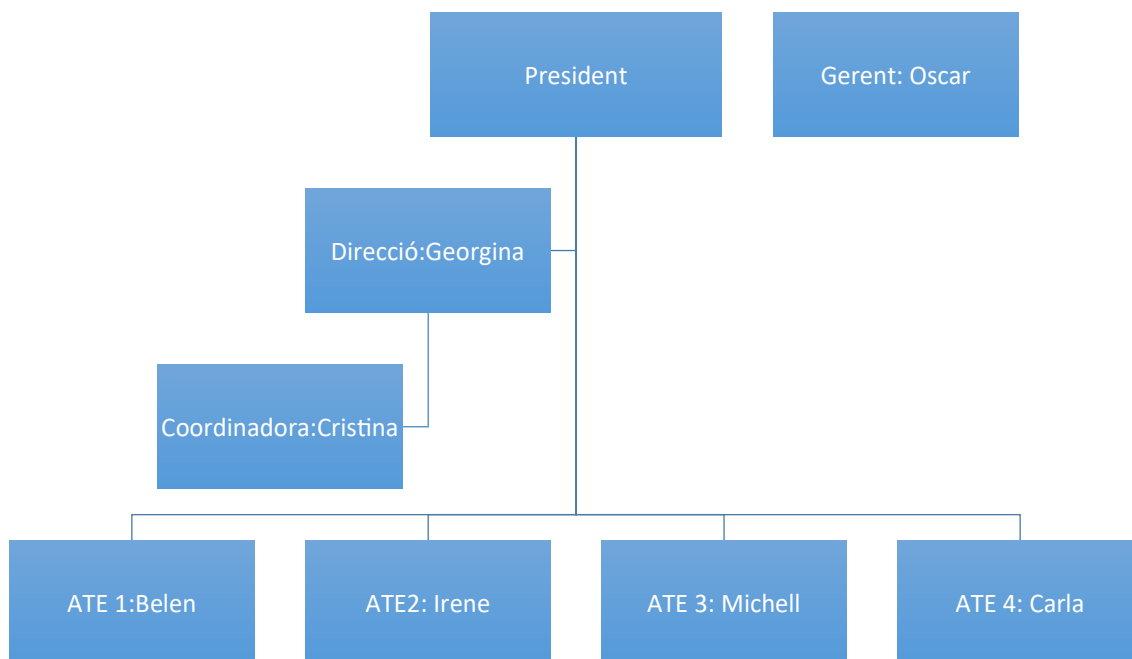 President
Gerent: Oscar
Direcció:Georgina
Coordinadora:Cristina
ATE 1:Belen
ATE2: Irene
ATE 3: Michell
ATE 4: Carla